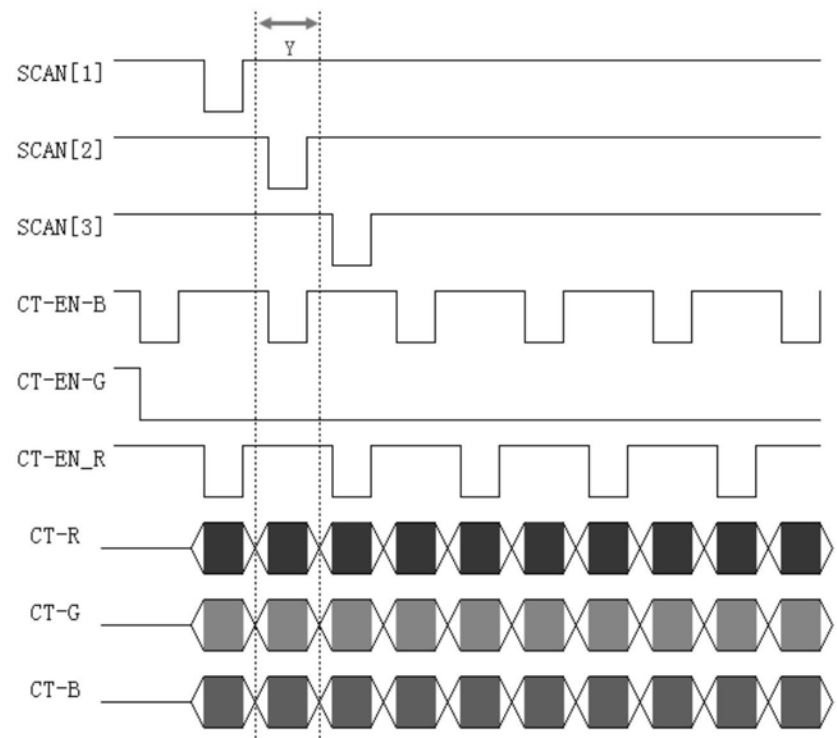 Y
SCAN[1]
SCAN[2]
SCAN[3]
CT-EN-B
CT-EN-G
CT-EN_R
CT-R
CT-G
CT-B